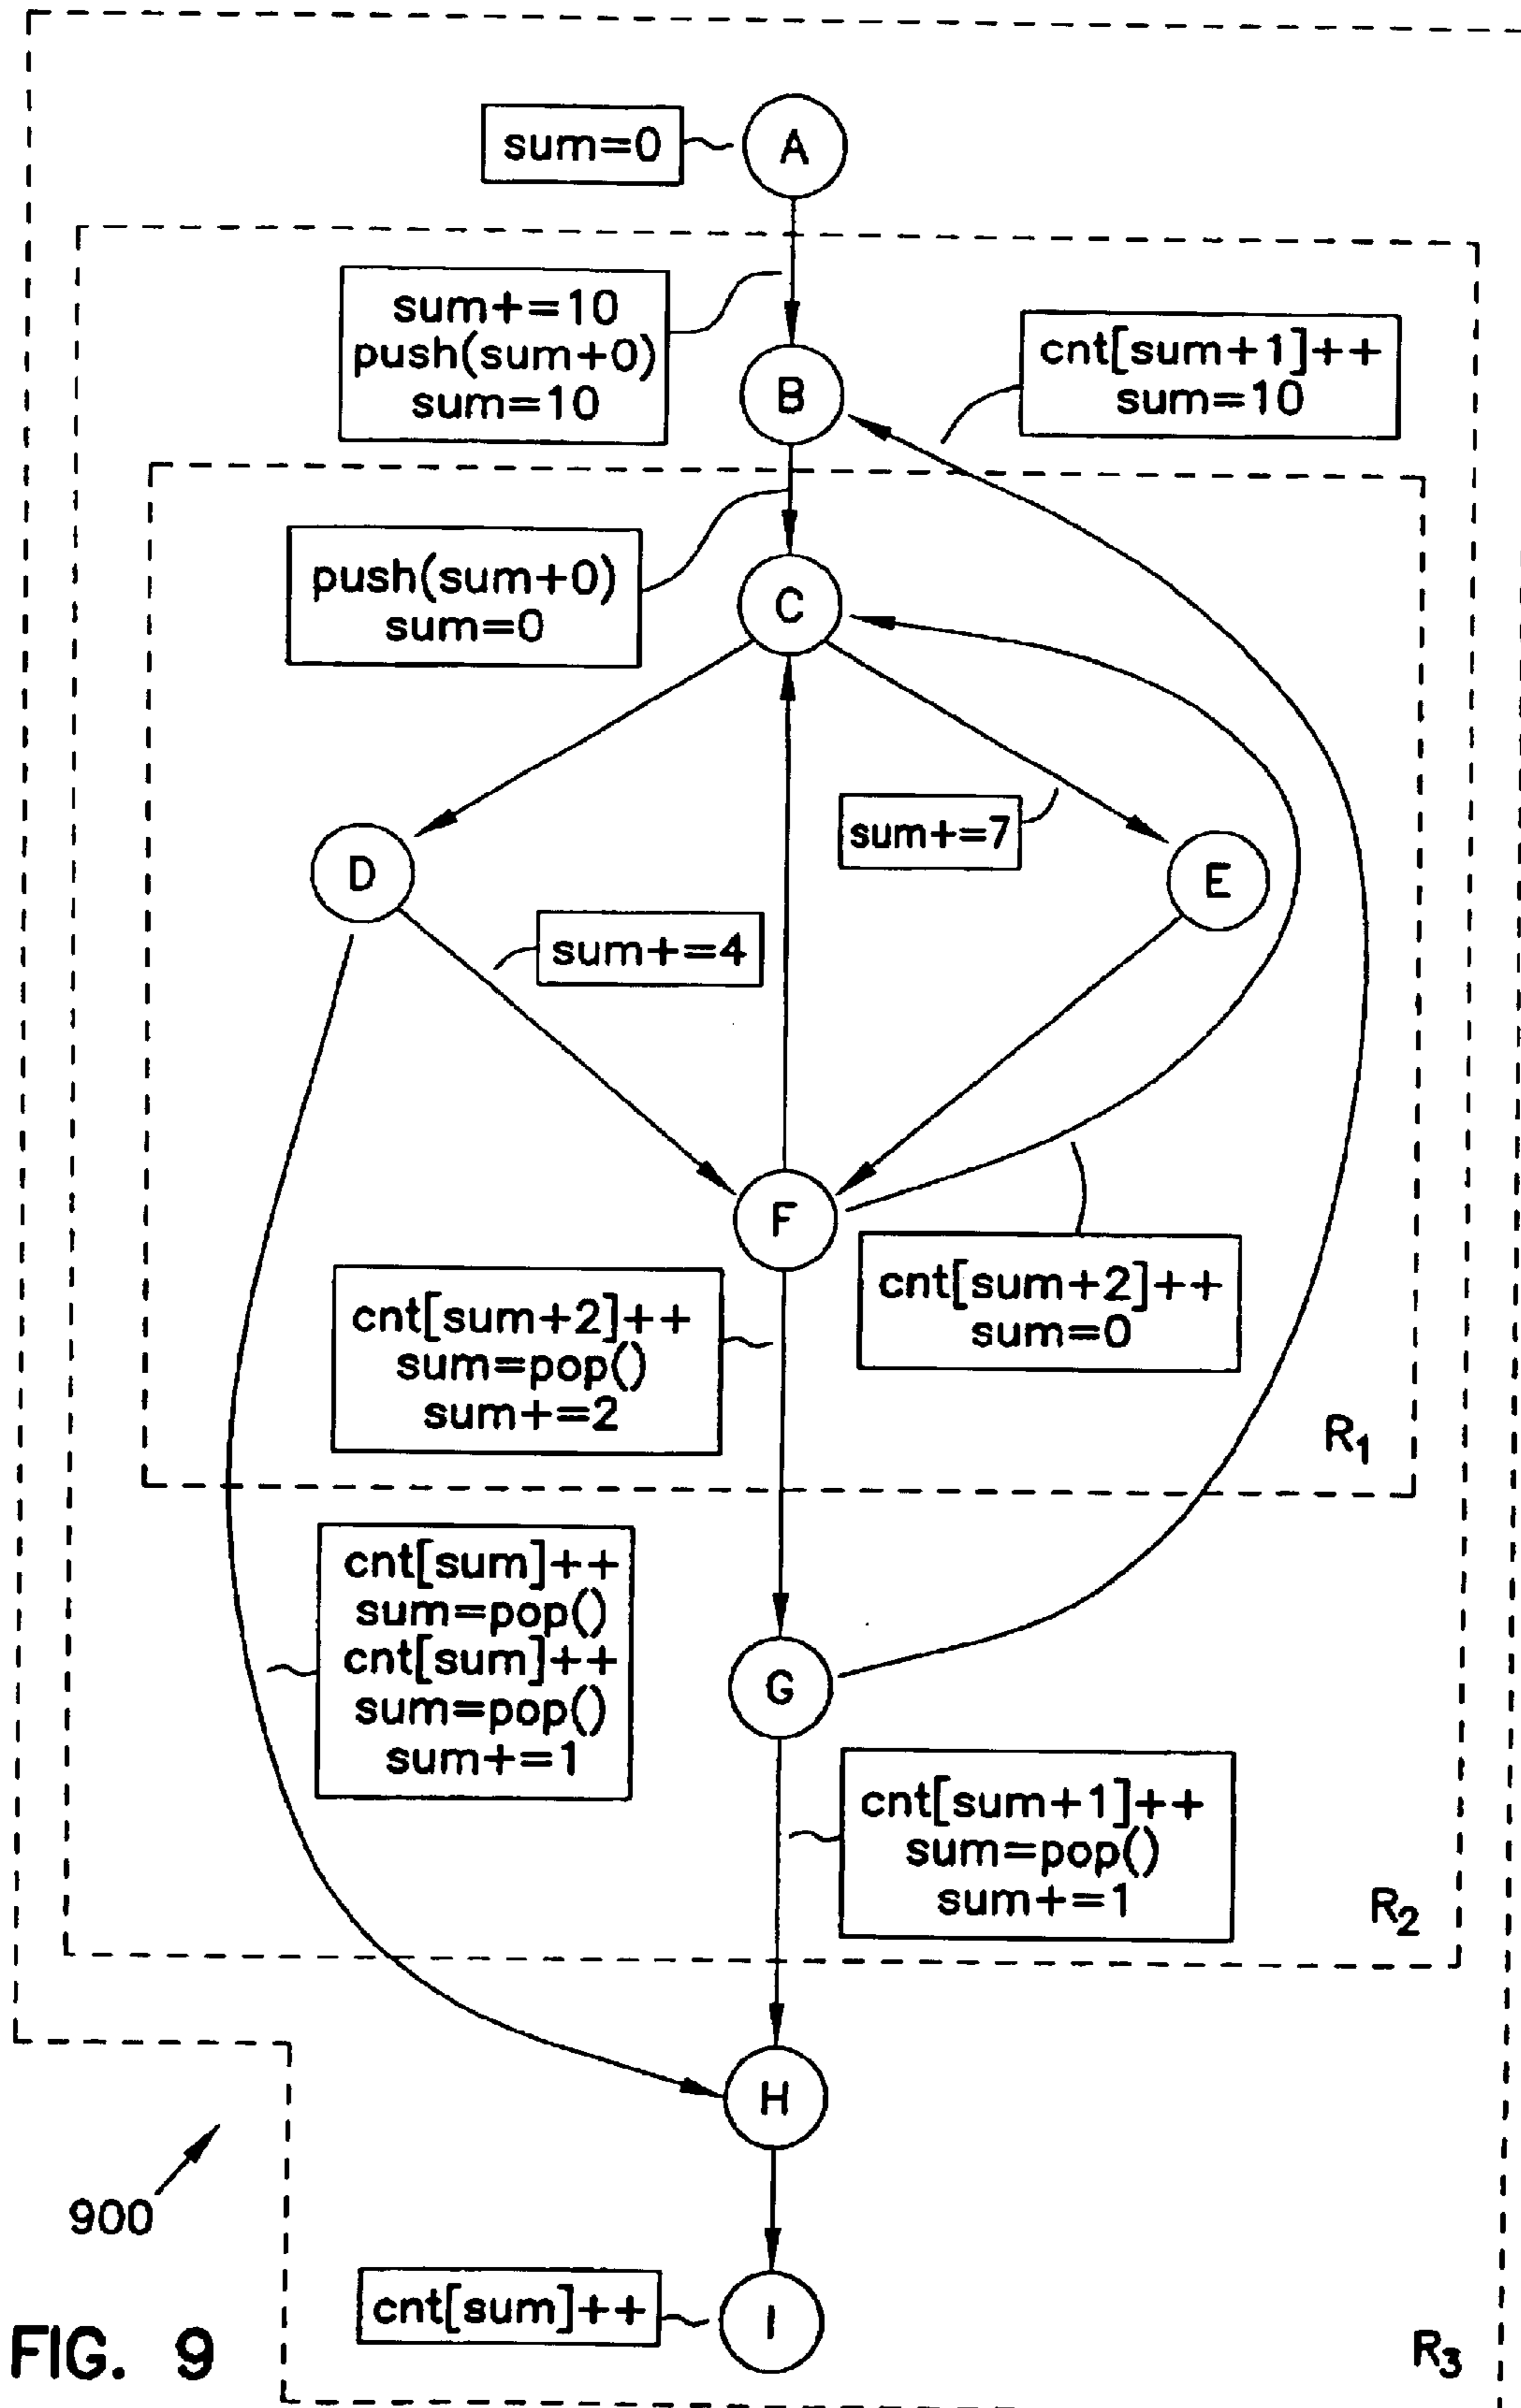 sum=0
A
sum+=10
push(sum+0)
sum=10
B
cnt[sum+1]++
sum=10
push(sum+0)
sum=0
C
sum+=7
D
E
sum+=4
F
cnt[sum+2]++
sum=pop()
sum+=2
cnt[sum+2]++
sum=0
R1
cnt[sum]++
sum=pop()
cnt[sum]++
sum=pop()
sum+=1
G
cnt[sum+1]++
sum=pop()
sum+=1
R2
H
900
cnt[sum]++
I
FIG. 9
R3